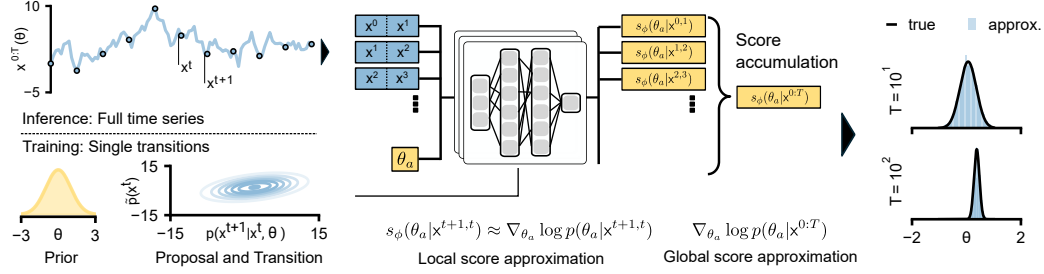 10
x^{0:T}(θ)
−5
x^t
x^{t+1}
Inference: Full time series
Training: Single transitions
−3 θ 3
Prior
15
p̃(x^t)
−15
−15 p(x^{t+1}|x^t, θ) 15
Proposal and Transition
x^0 x^1
x^1 x^2
x^2 x^3
θ_a
s_ϕ(θ_a|x^{0,1})
s_ϕ(θ_a|x^{1,2})
s_ϕ(θ_a|x^{2,3})
s_ϕ(θ_a|x^{t+1,t}) ≈ ∇_{θ_a} log p(θ_a|x^{t+1,t})
Local score approximation
Score
accumulation
s_ϕ(θ_a|x^{0:T})
∇_{θ_a} log p(θ_a|x^{0:T})
Global score approximation
true approx.
T = 10^1
−2 2
T = 10^2
−2 θ 2